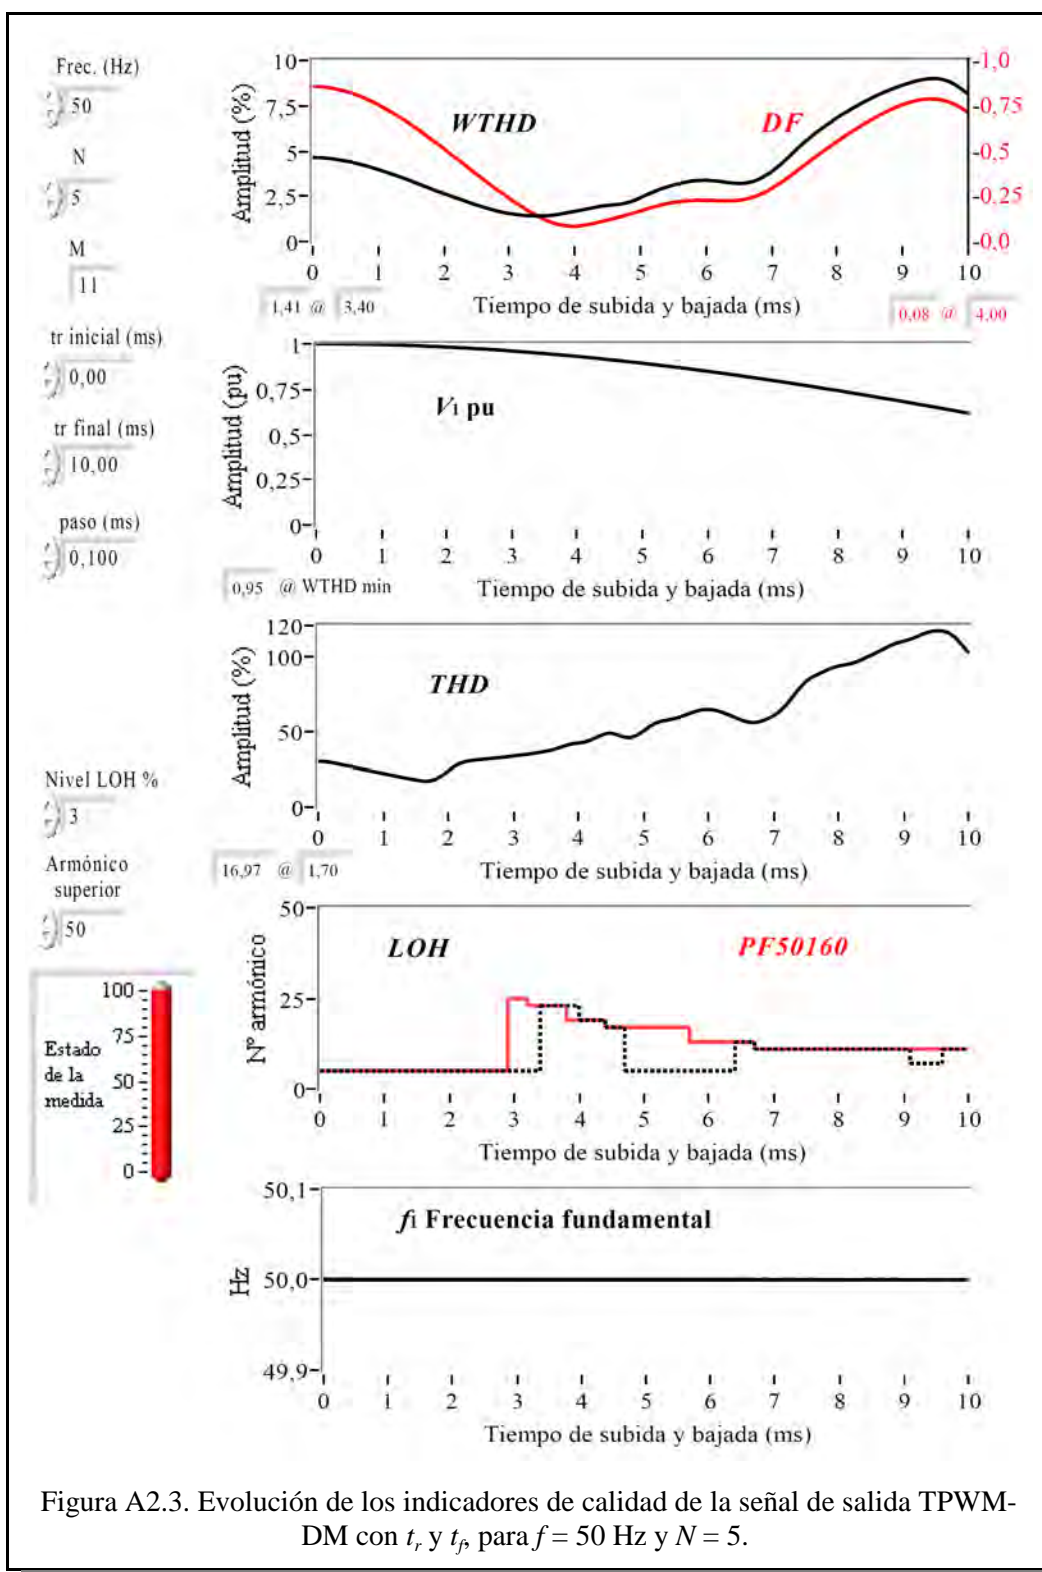 Frec. (Hz)
50
N
5
M
11
tr inicial (ms)
0,00
tr final (ms)
10,00
paso (ms)
0,100
Nivel LOH %
3
Armónico
superior
50
Estado
de la
medida
100
75
50
25
0
Amplitud (%)
10
7,5
5
2,5
0
WTHD
DF
1,0
0,75
0,5
0,25
0,0
0 1 2 3 4 5 6 7 8 9 10
1,41 @ 3,40
Tiempo de subida y bajada (ms)
0,08 @ 4,00
Amplitud (pu)
1
0,75
0,5
0,25
0
V1 pu
0 1 2 3 4 5 6 7 8 9 10
0,95 @ WTHD min
Tiempo de subida y bajada (ms)
Amplitud (%)
120
100
50
0
THD
0 1 2 3 4 5 6 7 8 9 10
16,97 @ 1,70
Tiempo de subida y bajada (ms)
Nº armónico
50
25
0
LOH
PF50160
0 1 2 3 4 5 6 7 8 9 10
Tiempo de subida y bajada (ms)
Hz
50,1
50,0
49,9
f1 Frecuencia fundamental
0 1 2 3 4 5 6 7 8 9 10
Tiempo de subida y bajada (ms)
Figura A2.3. Evolución de los indicadores de calidad de la señal de salida TPWM-
DM con tr y tf, para f = 50 Hz y N = 5.